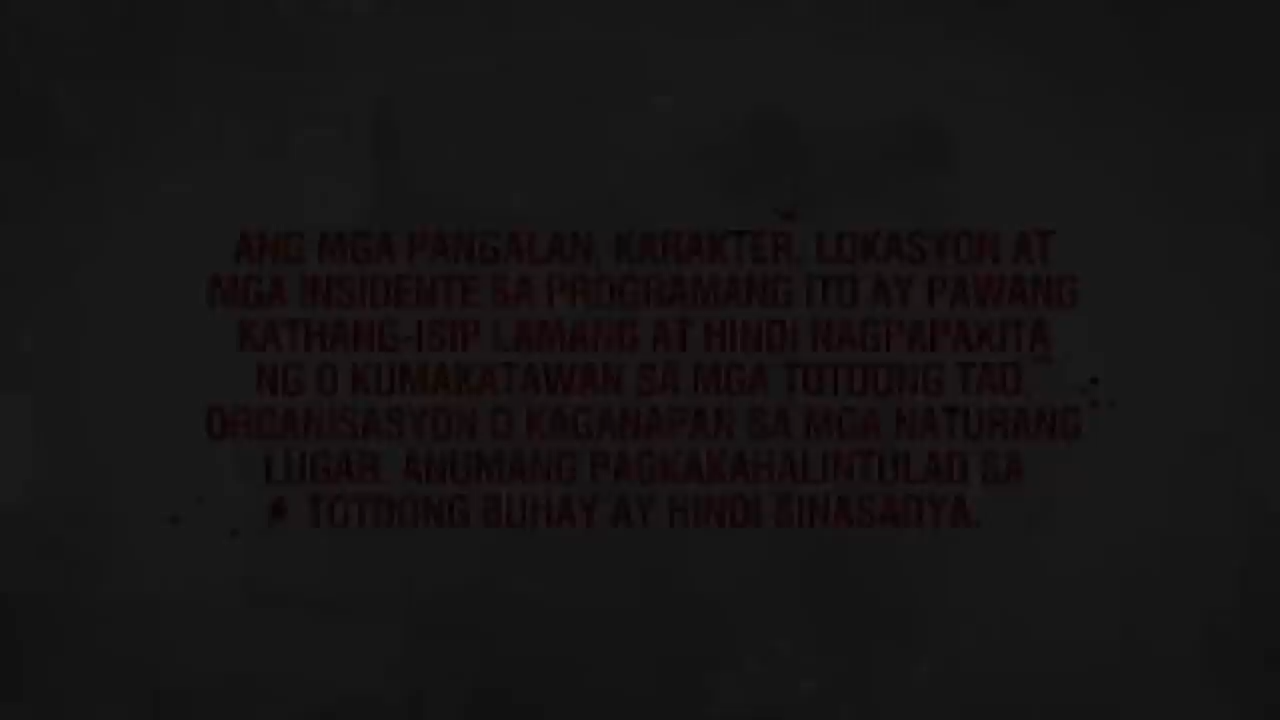 ANG MGA PANGALAN, KARAKTER, LOKASYON AT
MGA INSIDENTE SA PROGRAMANG ITO AY PAWANG
KATHANG-ISIP LAMANG AT HINDI NAGPAPAKITA
NG O KUMAKATAWAN SA MGA TOTOONG TAO,
ORGANISASYON O KAGANAPAN SA MGA NATURANG
LUGAR. ANUMANG PAGKAKAHALINTULAD SA
TOTOONG BUHAY AY HINDI SINASADYA.